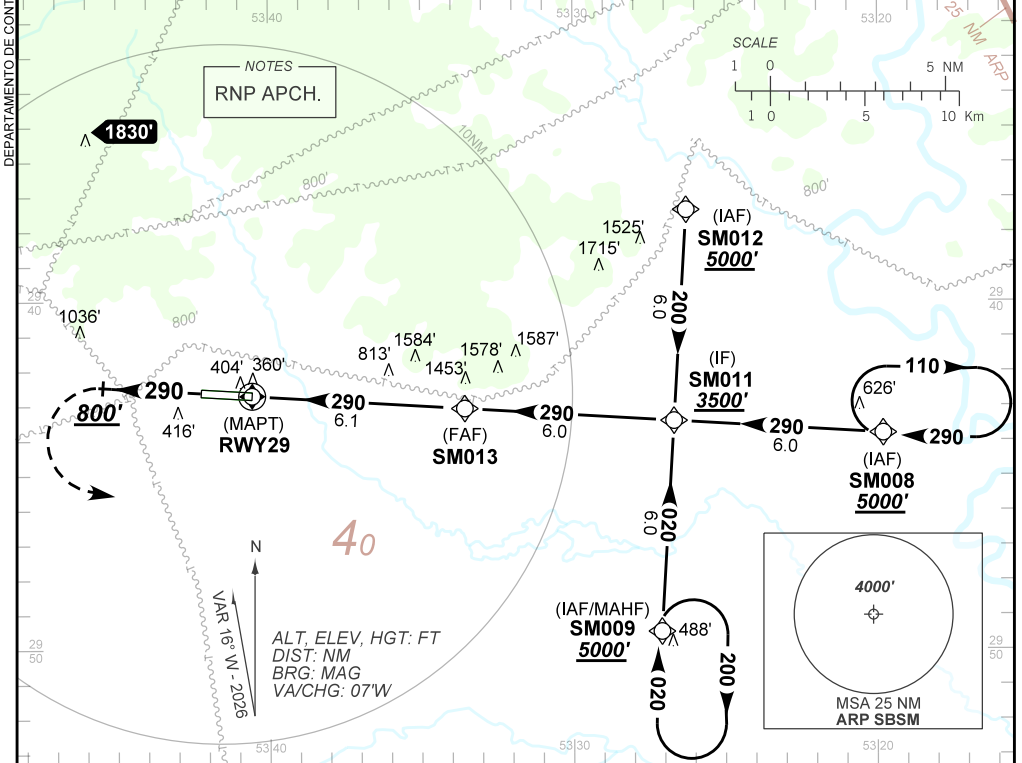 DEPARTAMENTO DE CONT
53 40
53 30
53 20
25 NM ARP
NOTES
RNP APCH.
SCALE
1 0 5 NM
1 0 5 10 Km
1830'
10NM
800'
800'
1525'
1715'
(IAF)
SM012
5000'
29
40
29
40
200
6.0
1036'
800'
1584'
813'
1578'
1587'
1453'
(IF)
SM011
3500'
110
626'
404'
360'
290
800'
416'
(MAPT)
RWY29
290
6.1
(FAF)
SM013
290
6.0
290
6.0
290
(IAF)
SM008
5000'
020
6.0
40
N
VAR 16° W - 2026
ALT, ELEV, HGT: FT
DIST: NM
BRG: MAG
VA/CHG: 07'W
(IAF/MAHF)
SM009
5000'
488'
200
020
4000'
MSA 25 NM
ARP SBSM
29
50
29
50
53 40
53 30
53 20